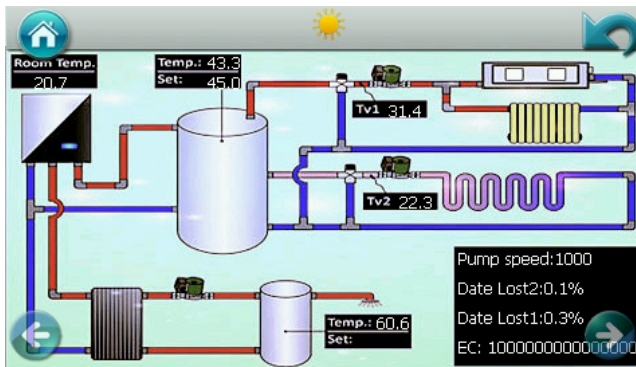 Room Temp.
20.7
Temp.: 43.3
Set: 45.0
Tv1 31.4
Tv2 22.3
Temp.: 60.6
Set:
Pump speed:1000
Date Lost2:0.1%
Date Lost1:0.3%
EC: 1000000000000000